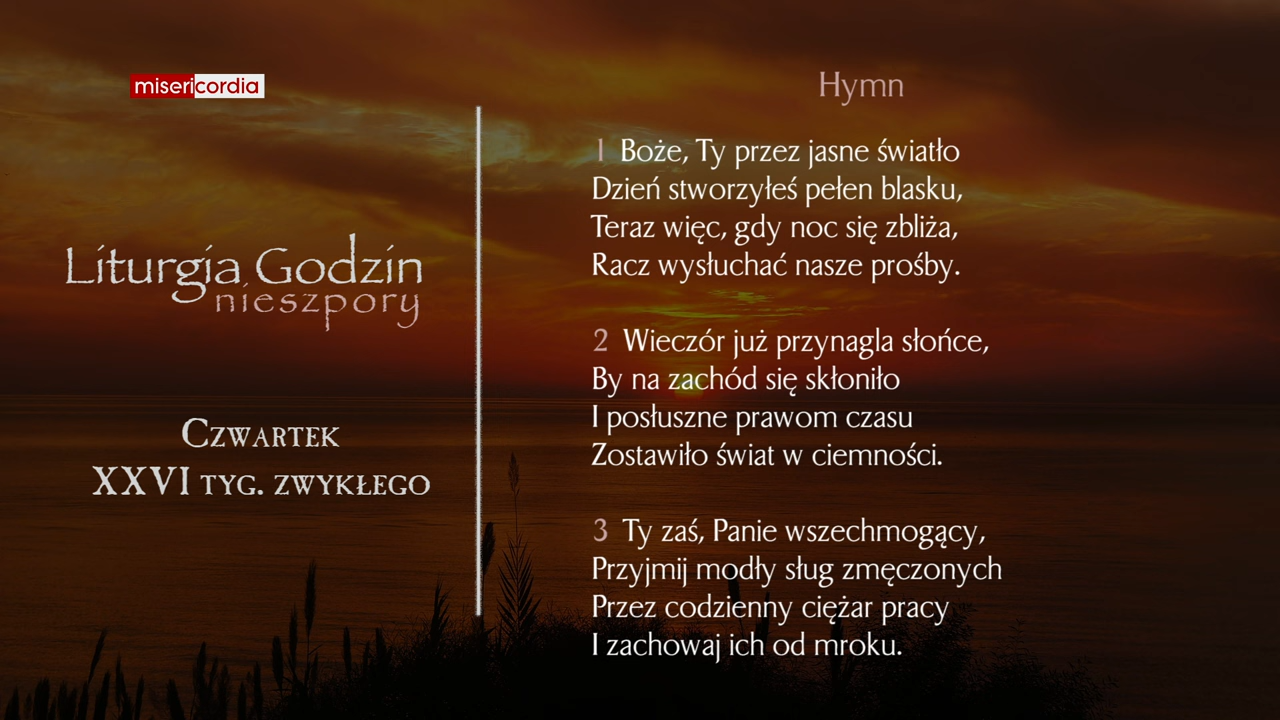 misericordia
Liturgia Godzin
nieszpory
Czwartek
XXVI tyg. zwykłego
Hymn
1 Boże, Ty przez jasne światło
Dzień stworzyłeś pełen blasku,
Teraz więc, gdy noc się zbliża,
Racz wysłuchać nasze prośby.
2 Wieczór już przynagla słońce,
By na zachód się skłoniło
I posłuszne prawom czasu
Zostawiło świat w ciemności.
3 Ty zaś, Panie wszechmogący,
Przyjmij modły sług zmęczonych
Przez codzienny ciężar pracy
I zachowaj ich od mroku.